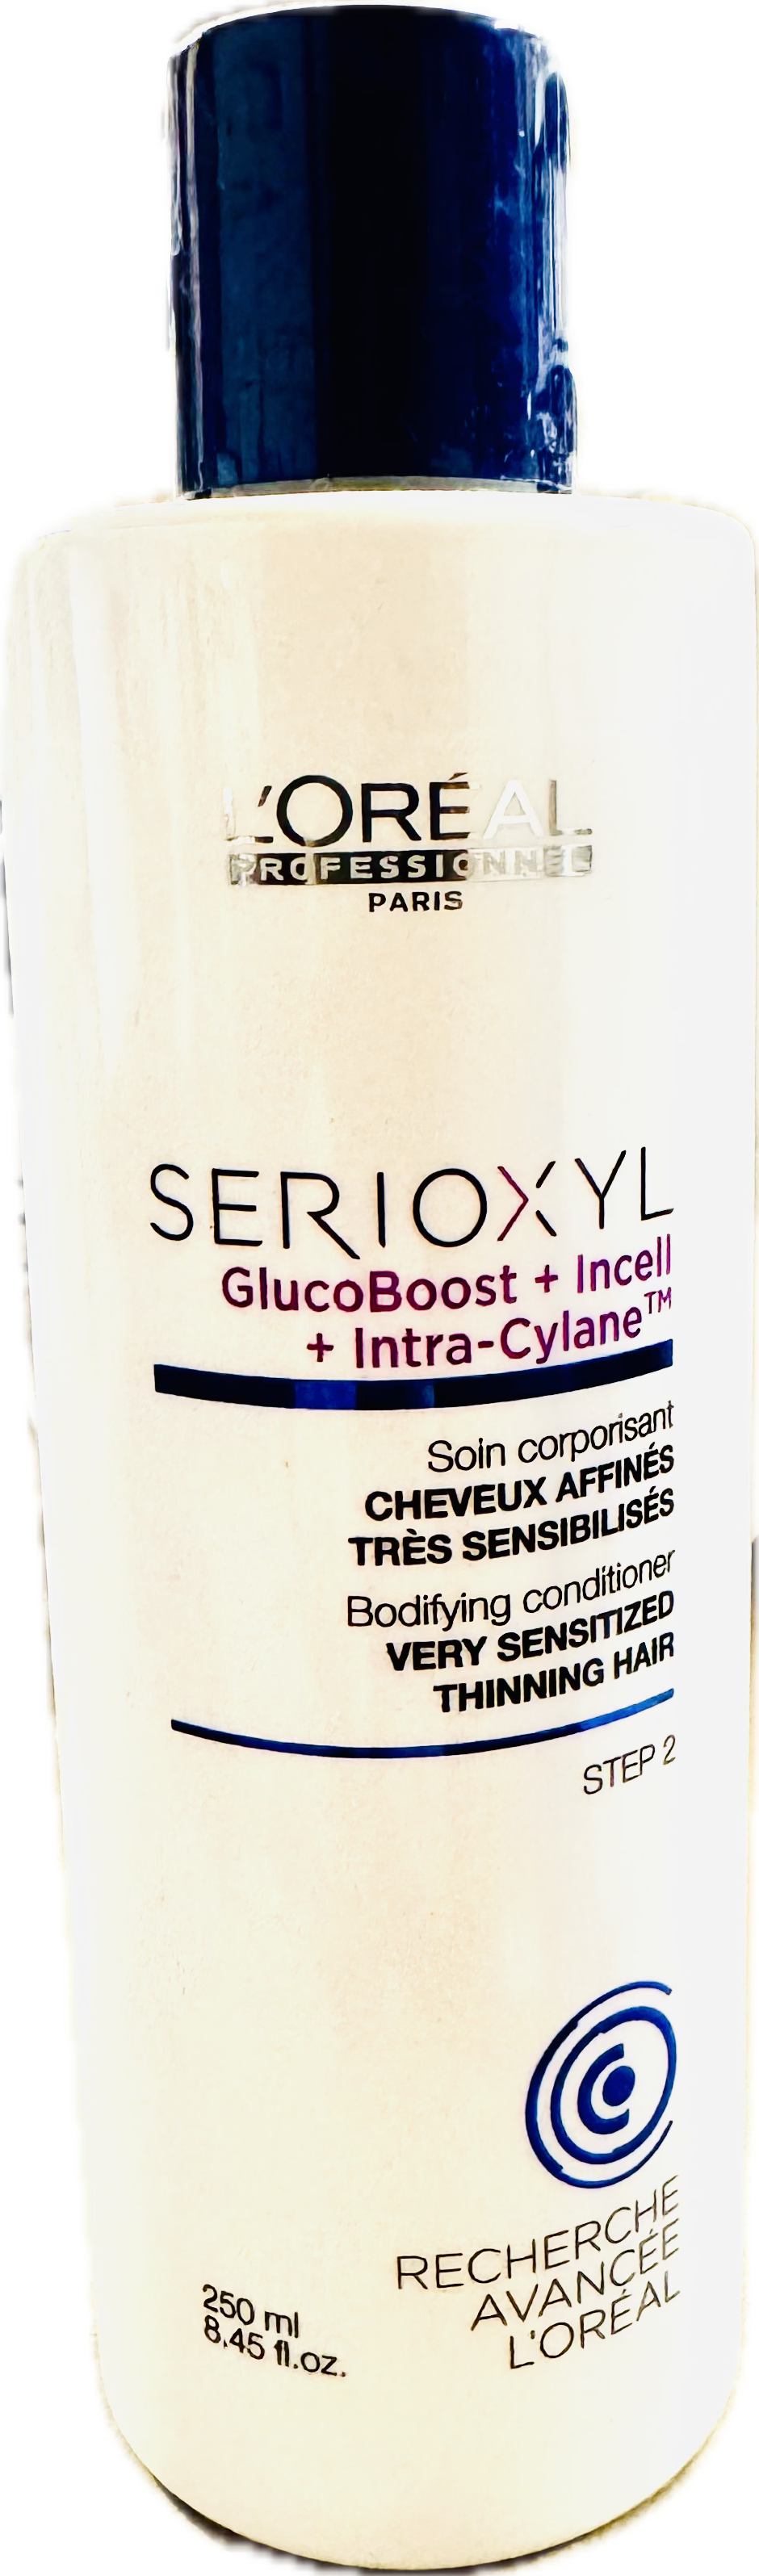 L'ORÉAL
PROFESSIONNEL
PARIS
SERIOXYL
GlucoBoost + Incell
+ Intra-Cylane™
Soin corporisant
CHEVEUX AFFINÉS
TRÈS SENSIBILISÉS
Bodifying conditioner
VERY SENSITIZED
THINNING HAIR
STEP 2
RECHERCHE
AVANCÉE
L'ORÉAL
250 ml
8.45 fl.oz.